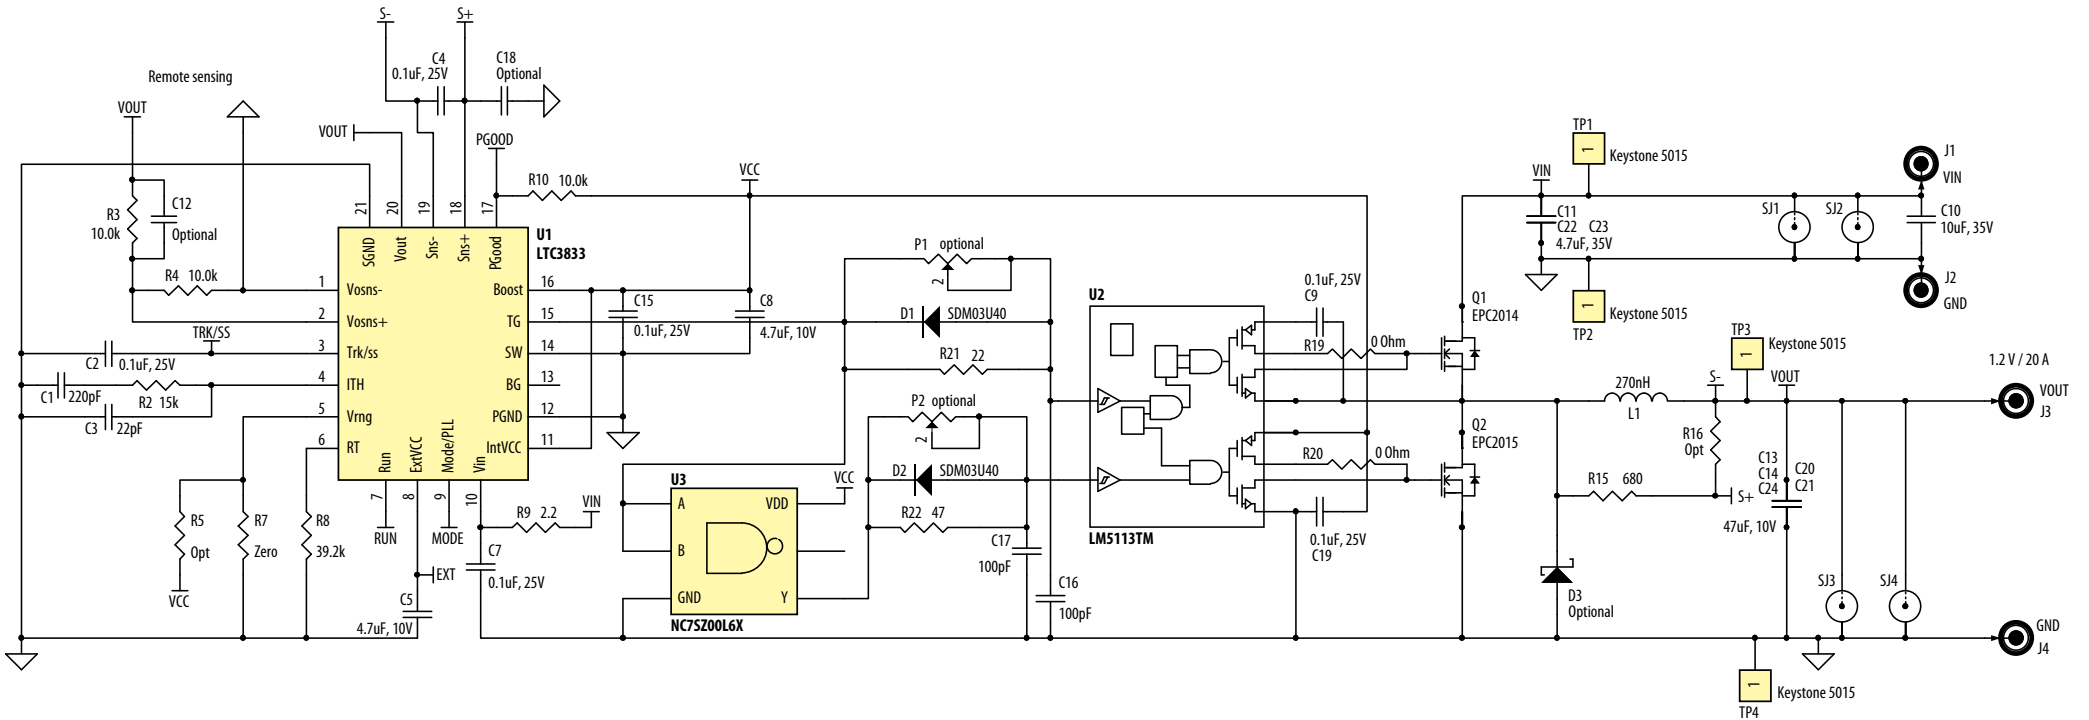 S-
S+
C4
0.1uF, 25V
C18
Optional
Remote sensing
VOUT
VOUT
PGOOD
R10 10.0k
VCC
R3
10.0k
C12
Optional
R4 10.0k
21
20
19
18
17
SGND
Vout
Sns-
Sns+
PGood
U1
LTC3833
1
Vosns-
2
Vosns+
3
Trk/ss
4
ITH
5
Vrng
6
RT
Boost
16
TG
15
SW
14
BG
13
PGND
12
IntVCC
11
Run
ExtVCC
Mode/PLL
Vin
7
8
9
10
TRK/SS
C2
0.1uF, 25V
C1
220pF
R2 15k
C3
22pF
R5
Opt
VCC
R7
Zero
R8
39.2k
RUN
MODE
EXT
C5
4.7uF, 10V
R9 2.2
VIN
C7
0.1uF, 25V
C15
0.1uF, 25V
C8
4.7uF, 10V
P1 optional
2
D1
SDM03U40
R21 22
P2 optional
2
D2
SDM03U40
R22 47
C17
100pF
C16
100pF
VCC
U3
A
VDD
B
GND
Y
NC7SZ00L6X
U2
LM5113TM
0.1uF, 25V
C9
R19
0 Ohm
R20
0 Ohm
0.1uF, 25V
C19
Q1
EPC2014
Q2
EPC2015
VIN
TP1
1
Keystone 5015
C11
C22 C23
4.7uF, 35V
1
Keystone 5015
TP2
SJ1
SJ2
J1
VIN
C10
10uF, 35V
J2
GND
TP3
1
Keystone 5015
270nH
L1
S-
VOUT
1.2 V / 20 A
VOUT
J3
R16
Opt
R15 680
S+
C13
C14
C24
C20
C21
47uF, 10V
D3
Optional
SJ3
SJ4
GND
J4
1
Keystone 5015
TP4